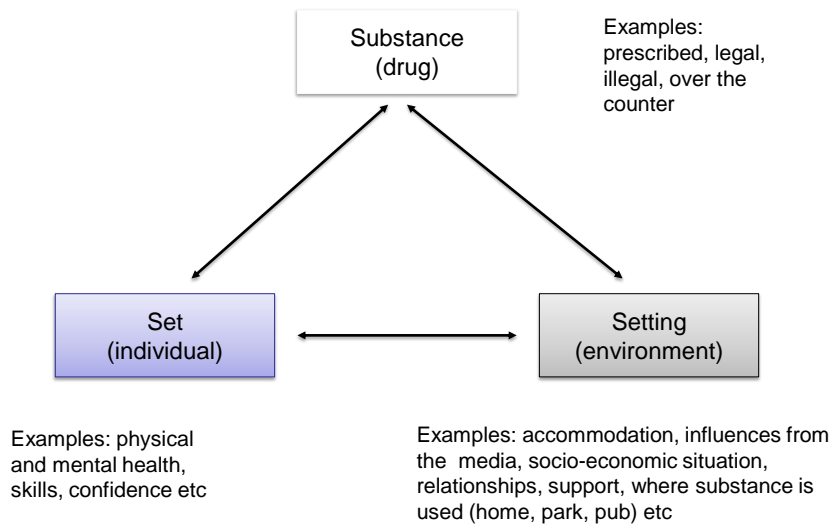 Substance
(drug)
Examples:
prescribed, legal,
illegal, over the
counter
Set
(individual)
Setting
(environment)
Examples: physical
and mental health,
skills, confidence etc
Examples: accommodation, influences from
the  media, socio-economic situation,
relationships, support, where substance is
used (home, park, pub) etc